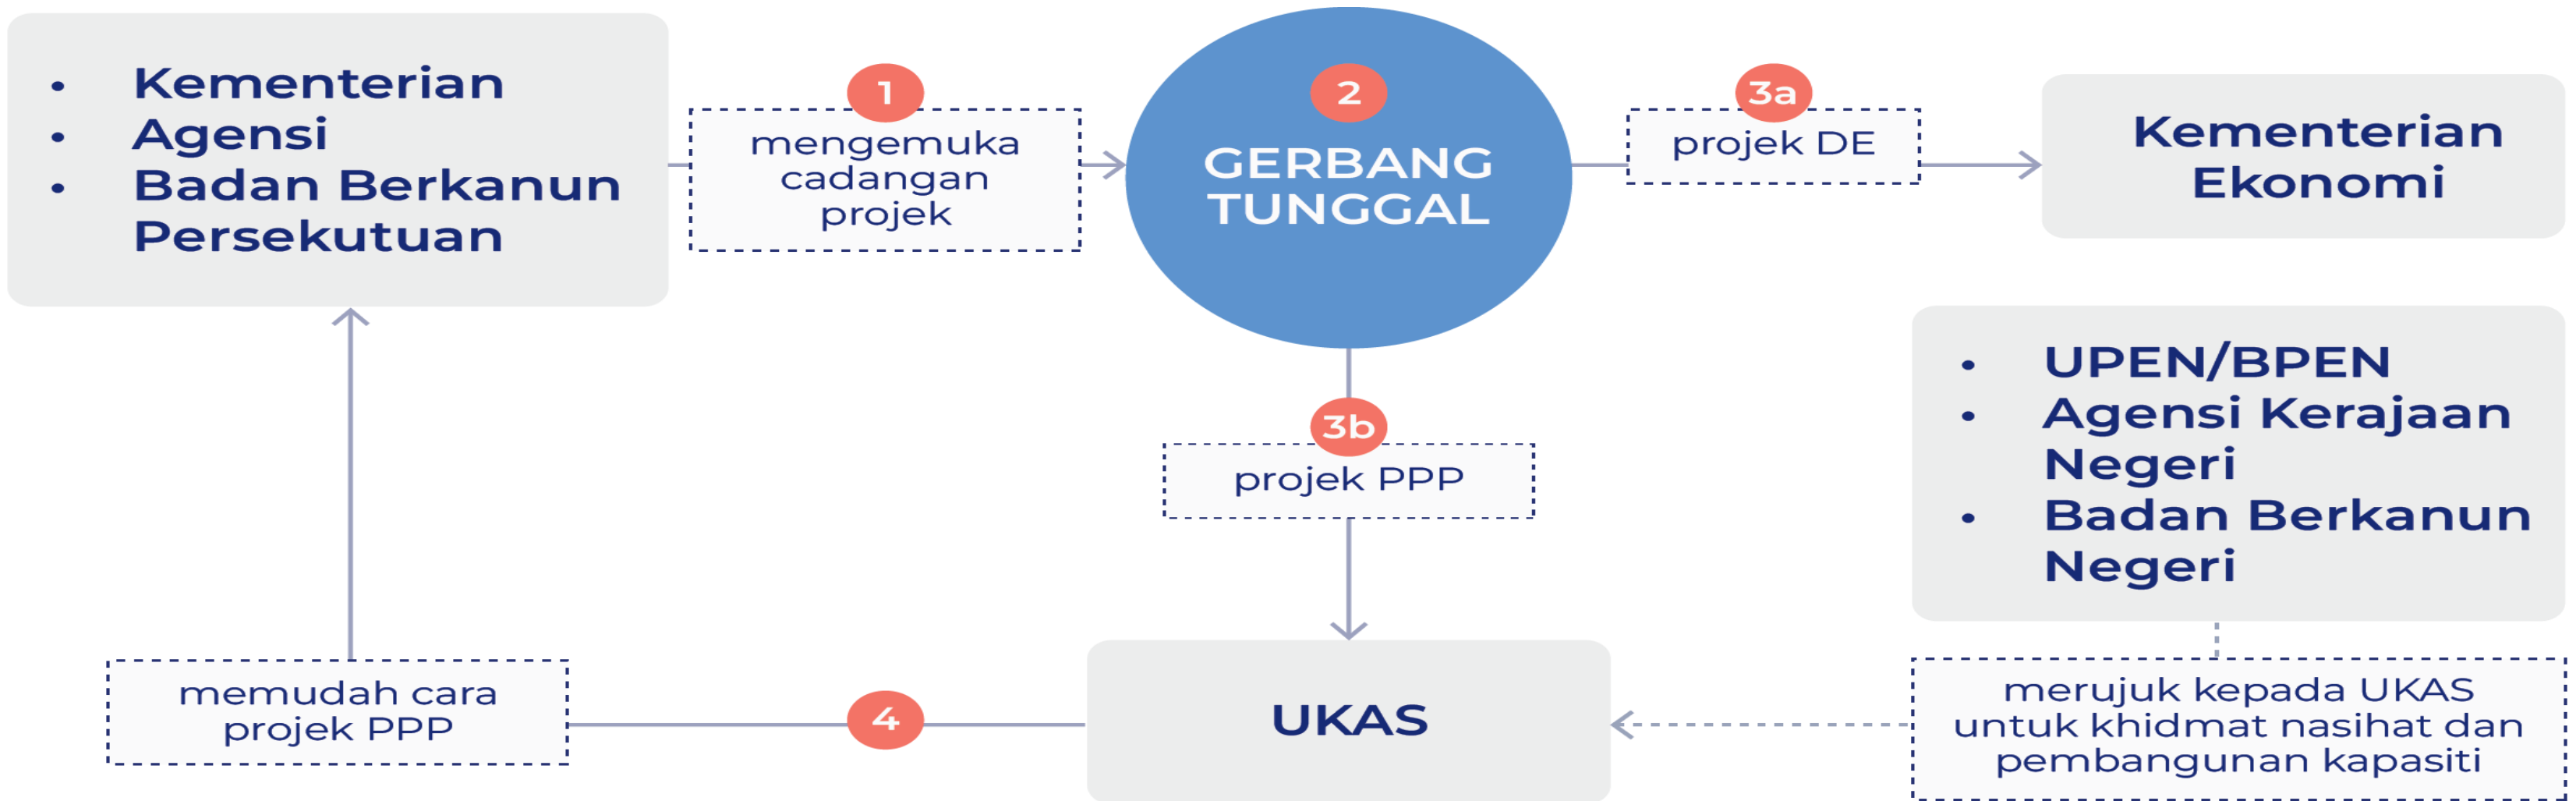 • Kementerian
• Agensi
• Badan Berkanun
Persekutuan
1
mengemuka
cadangan
projek
2
GERBANG
TUNGGAL
3a
projek DE
Kementerian
Ekonomi
3b
projek PPP
• UPEN/BPEN
• Agensi Kerajaan
Negeri
• Badan Berkanun
Negeri
memudah cara
projek PPP
4
UKAS
merujuk kepada UKAS
untuk khidmat nasihat dan
pembangunan kapasiti